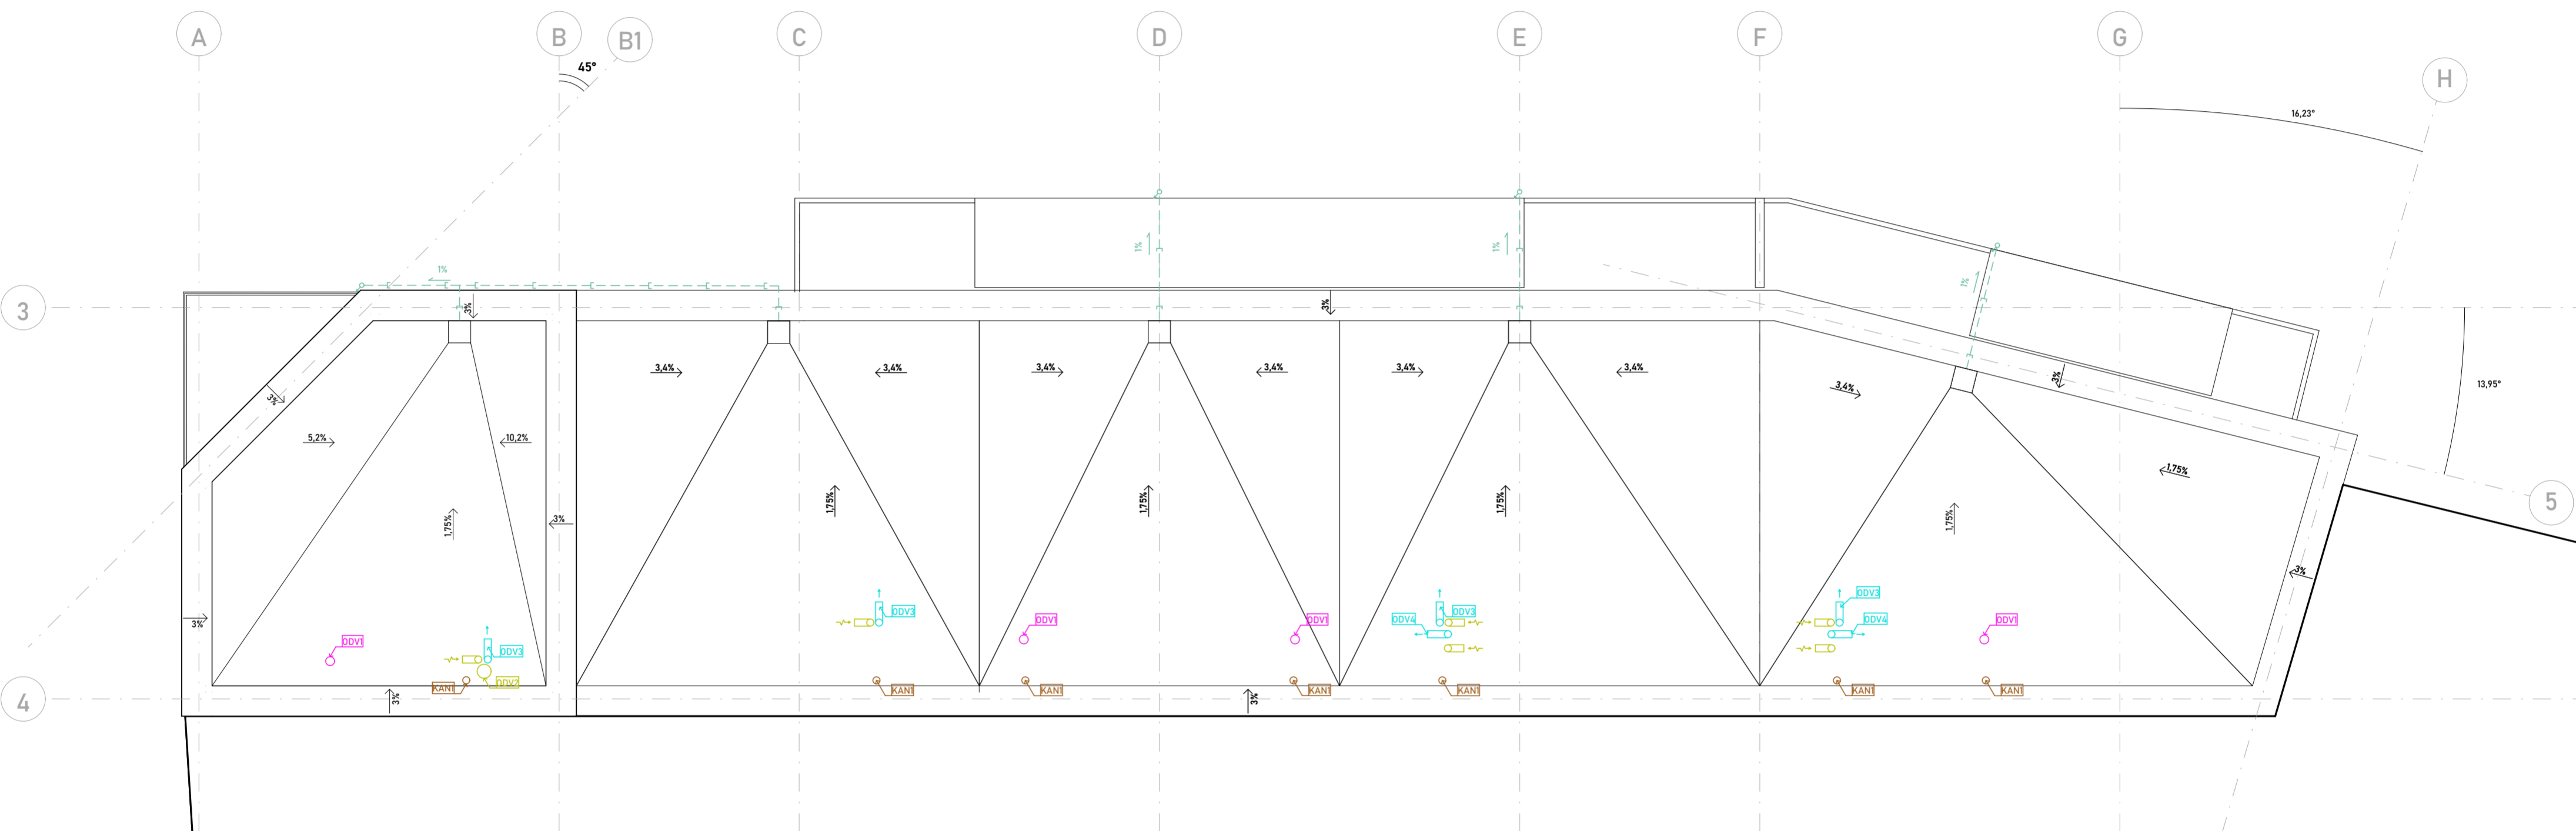 A
B
B1
C
D
E
F
G
H
45°
16,23°
1%
1%
1%
1%
3
3%
3%
3%
3,4%
3,4%
3,4%
3,4%
3,4%
3,4%
3,4%
13,95°
3%
5,2%
10,2%
1,75%
1,75%
1,75%
1,75%
1,75%
1,75%
5
3%
3%
3%
ODV3
ODV3
ODV3
ODV4
ODV4
ODV1
ODV1
ODV1
ODV1
ODV3
ODV2
KAN1
KAN1
KAN1
KAN1
KAN1
KAN1
KAN1
4
3%
3%